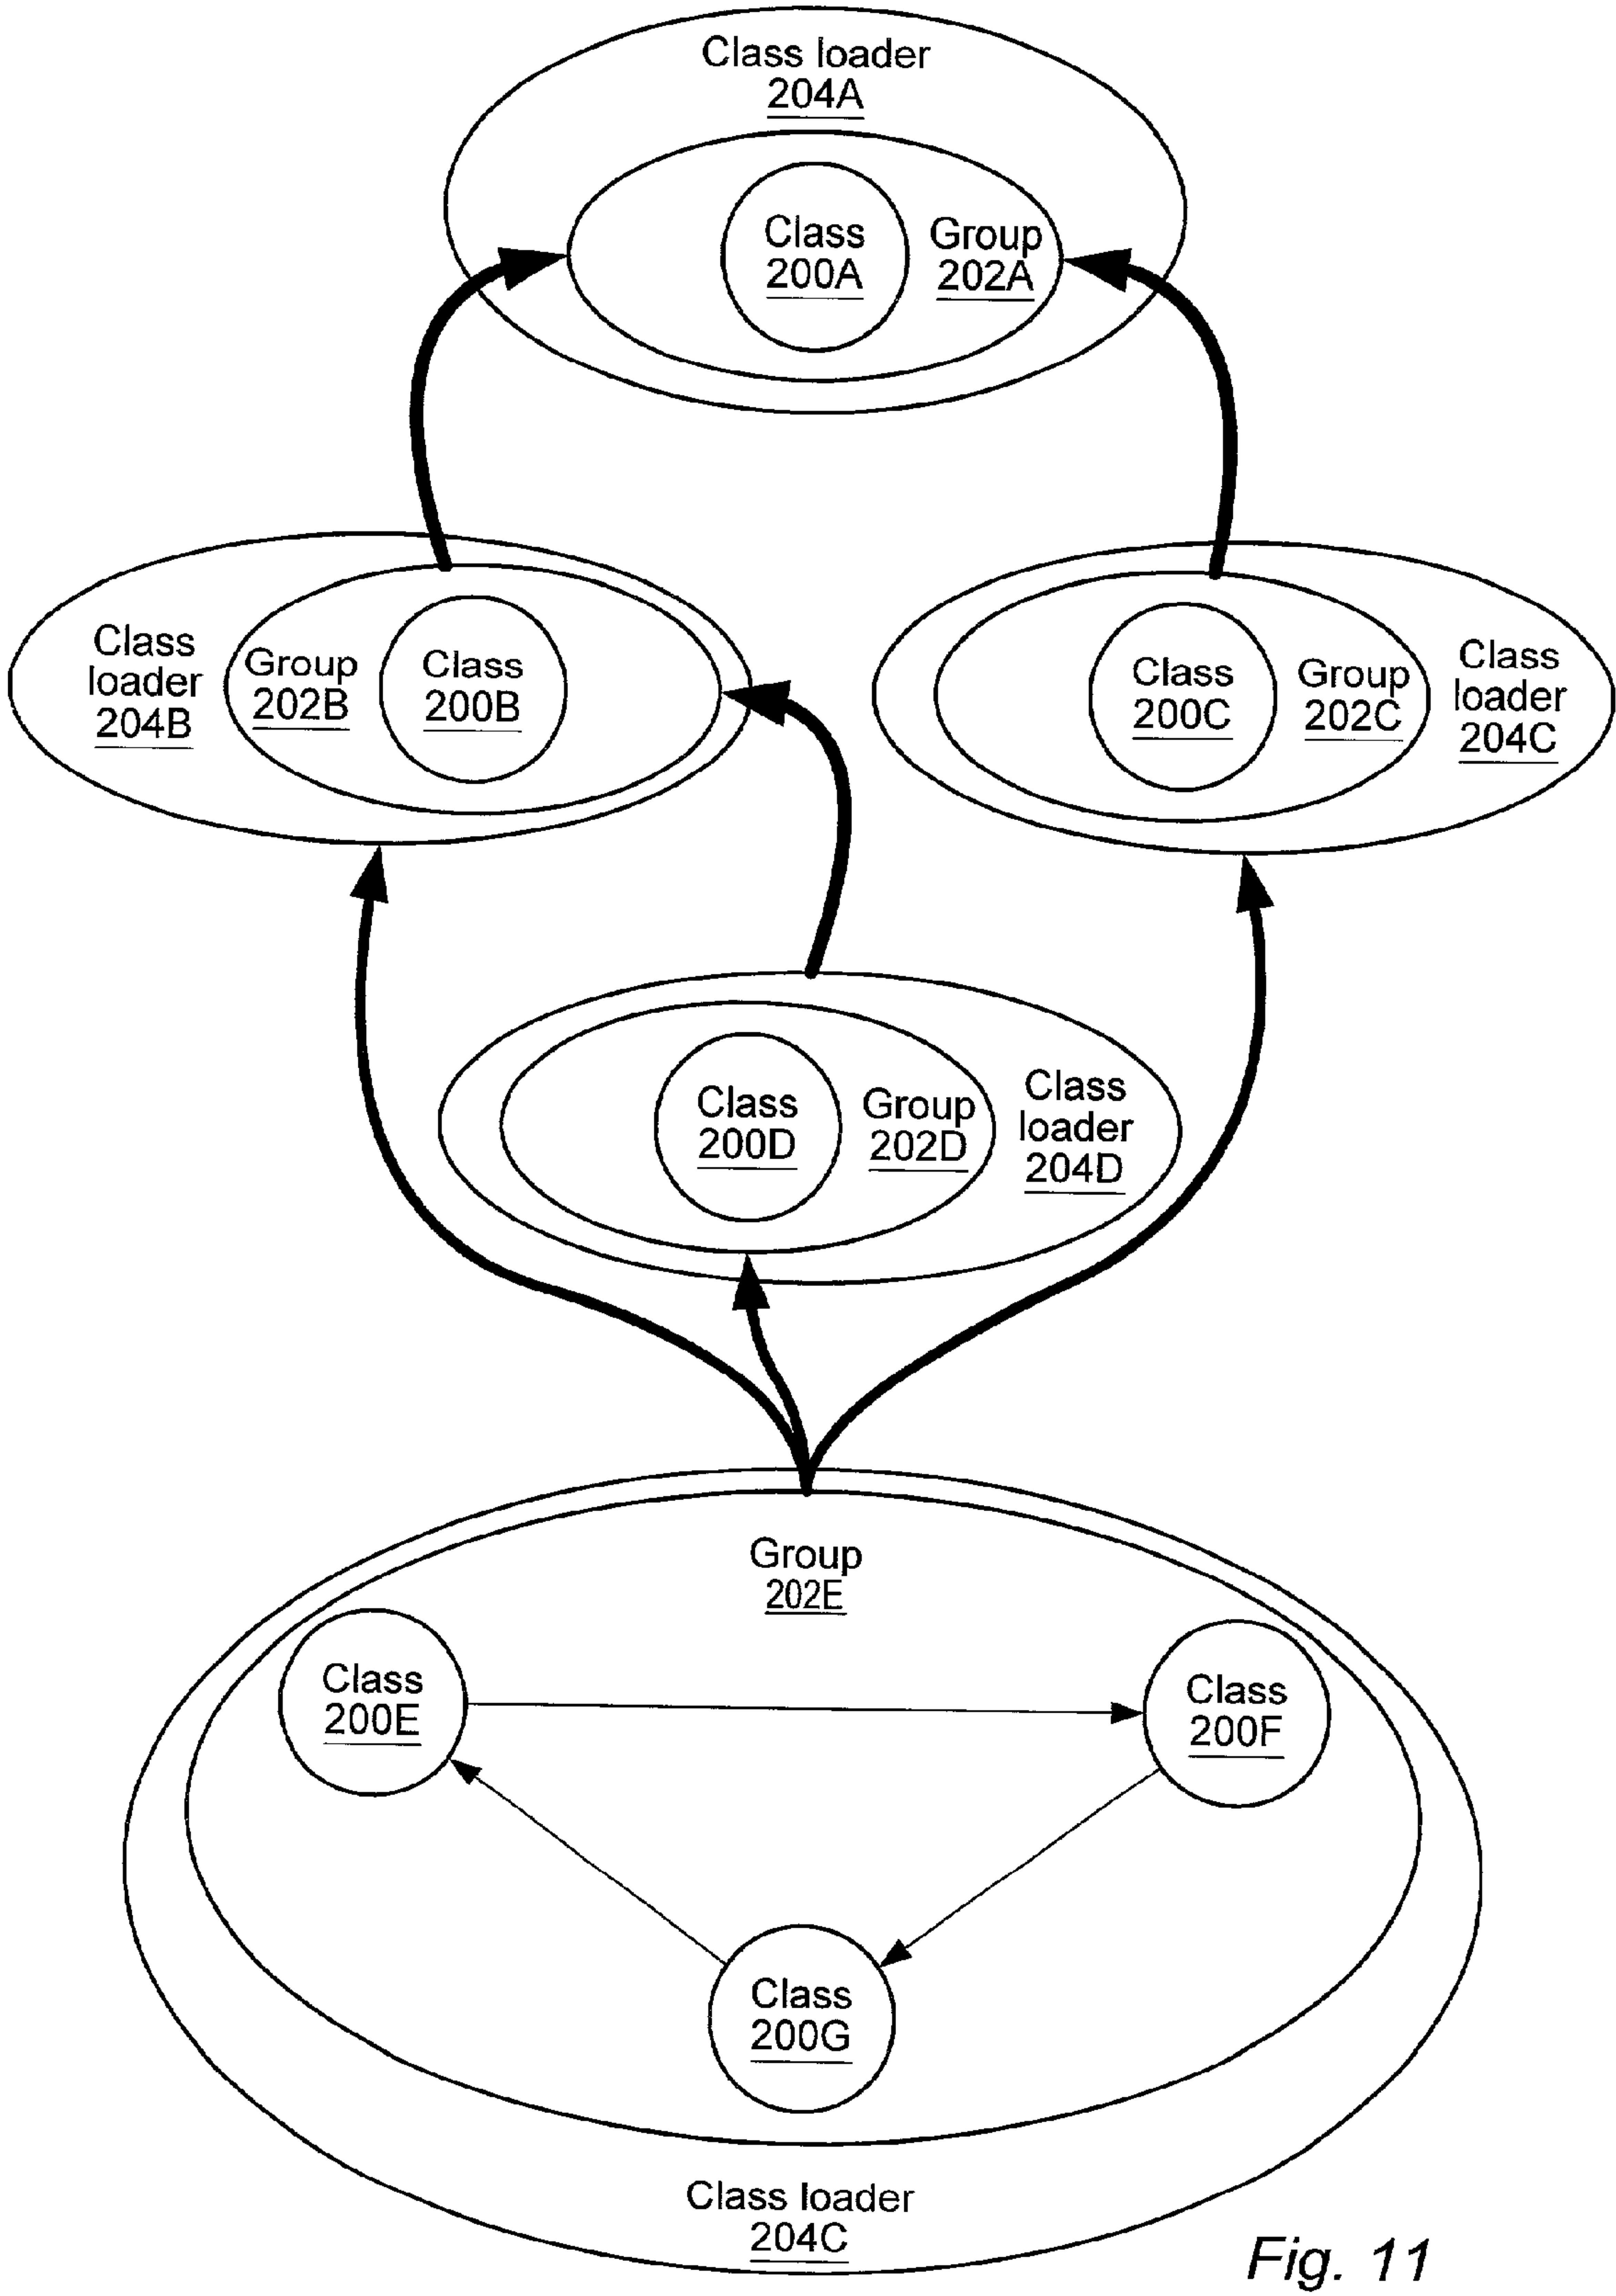 Class loader
204A
Class
200A
Group
202A
Class
loader
204B
Group
202B
Class
200B
Class
200C
Group
202C
Class
loader
204C
Class
200D
Group
202D
Class
loader
204D
Group
202E
Class
200E
Class
200F
Class
200G
Class loader
204C
Fig. 11